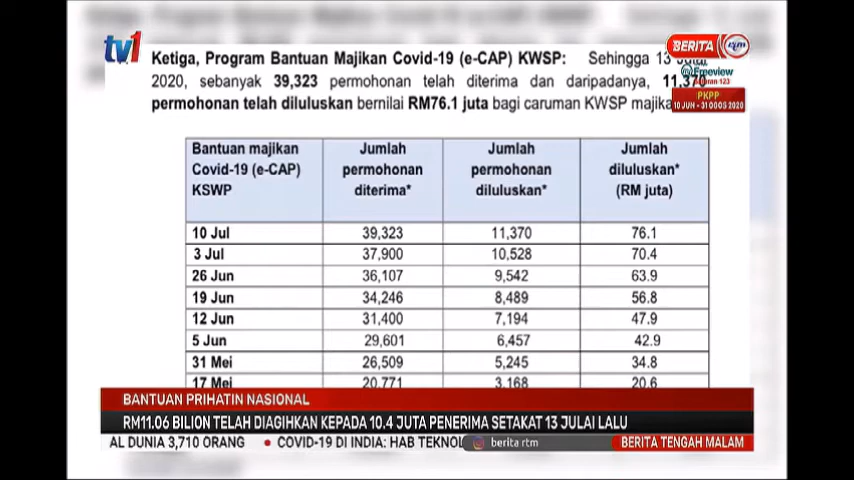 tv1
Ketiga, Program Bantuan Majikan Covid-19 (e-CAP) KWSP: Sehingga 13
2020, sebanyak 39,323 permohonan telah diterima dan daripadanya, 11,370
permohonan telah diluluskan bernilai RM76.1 juta bagi caruman KWSP
BERITA rtm
PKPP
10 JUN - 31 OGOS 2020
Bantuan majikan Covid-19 (e-CAP) KSWP
Jumlah permohonan diterima*
Jumlah permohonan diluluskan*
Jumlah diluluskan* (RM juta)
10 Jul 39,323 11,370 76.1
3 Jul 37,900 10,528 70.4
26 Jun 36,107 9,542 63.9
19 Jun 34,246 8,489 56.8
12 Jun 31,400 7,194 47.9
5 Jun 29,601 6,457 42.9
31 Mei 26,509 5,245 34.8
17 Mei 20,771 3,168 20.6
BANTUAN PRIHATIN NASIONAL
RM11.06 BILION TELAH DIAGIHKAN KEPADA 10.4 JUTA PENERIMA SETAKAT 13 JULAI LALU
AL DUNIA 3,710 ORANG • COVID-19 DI INDIA: HAB TEKNOL berita rtm BERITA TENGAH MALAM